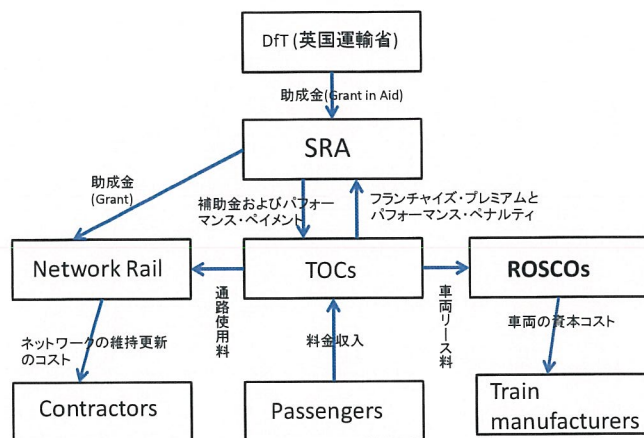 DfT (英国運輸省)
助成金(Grant in Aid)
SRA
助成金
(Grant)
補助金およびパフォー
マンス・ペイメント
フランチャイズ・プレミアムと
パフォーマンス・ペナルティ
Network Rail
TOCs
ROSCOs
通路使用料
車両リース料
ネットワークの維持更新
のコスト
料金収入
車両の資本コスト
Contractors
Passengers
Train
manufacturers